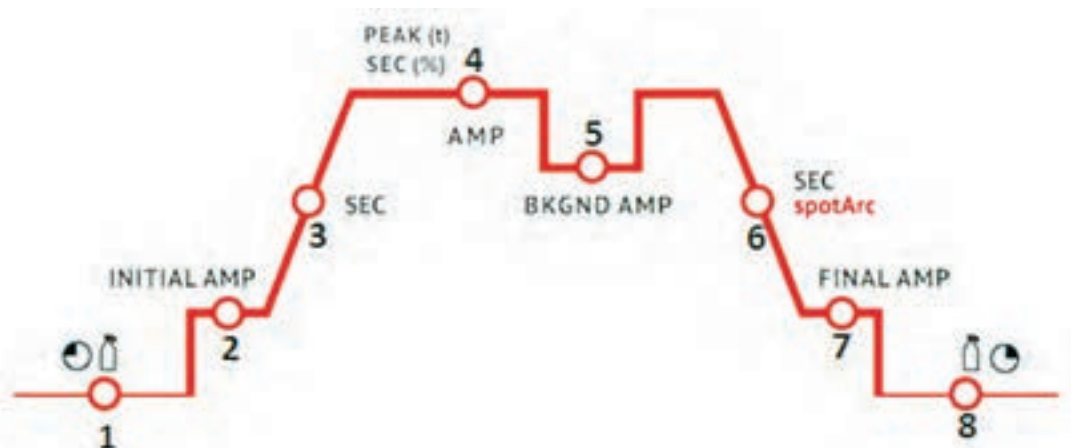 PEAK (t)
SEC (%)
4
AMP
5
BKGND AMP
3
SEC
6
SEC
spotArc
INITIAL AMP
2
FINAL AMP
7
1
8